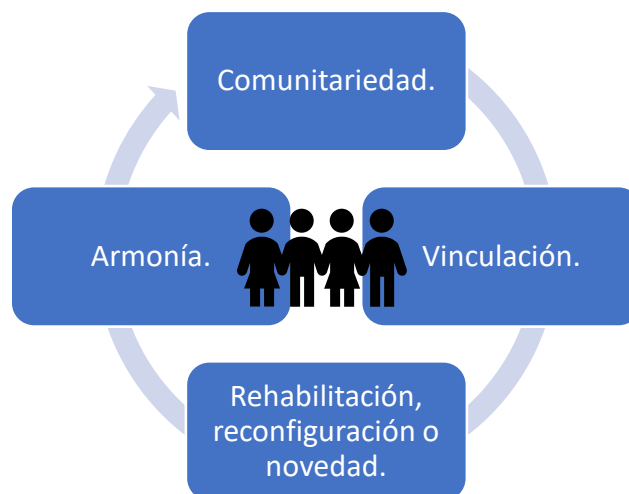 Comunitariedad.
Armonía.
Vinculación.
Rehabilitación,
reconfiguración o
novedad.